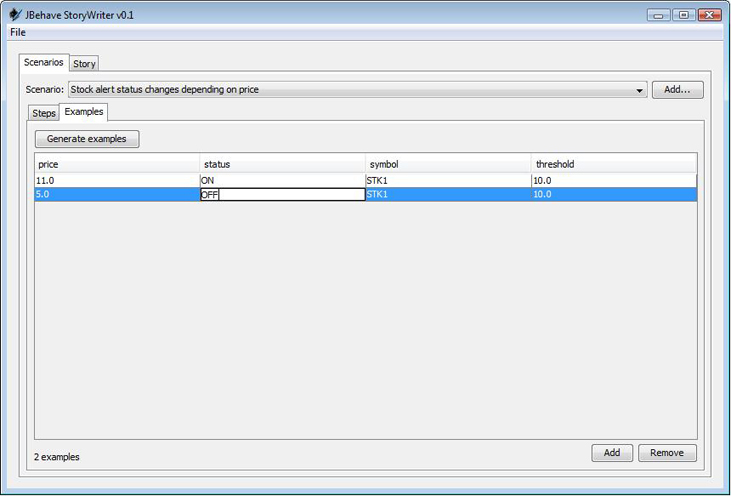 JBehave StoryWriter v0.1
File
Scenarios Story
Scenario: Stock alert status changes depending on price Add...
Steps Examples
Generate examples
price status symbol threshold
11.0 ON STK1 10.0
5.0 OFF STK1 10.0
2 examples Add Remove